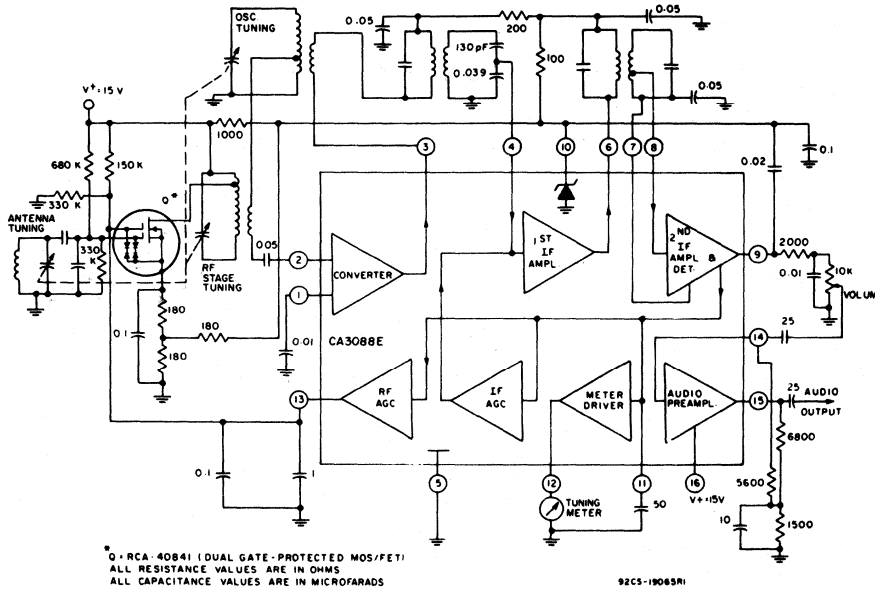 OSC
TUNING
0.05
200
0.05
130 pF
0.039
100
0.05
V+ = 15 V
1000
3
4
10
6
7
8
0.1
680 K
150 K
0.02
330 K
Q*
ANTENNA
TUNING
330
K
RF
STAGE
TUNING
0.05
2
CONVERTER
1ST
IF
AMPL
2ND
IF
AMPL &
DET.
9
2000
0.01
10K
VOLUM
1
0.1
180
180
180
0.01
CA3088E
25
14
13
RF
AGC
IF
AGC
METER
DRIVER
AUDIO
PREAMPL.
15
25
AUDIO
OUTPUT
6800
0.1
1
5
12
11
16
V+=15V
5600
TUNING
METER
50
10
1500
*Q = RCA-40841 (DUAL GATE-PROTECTED MOS/FET)
ALL RESISTANCE VALUES ARE IN OHMS
ALL CAPACITANCE VALUES ARE IN MICROFARADS
92CS-19065R1